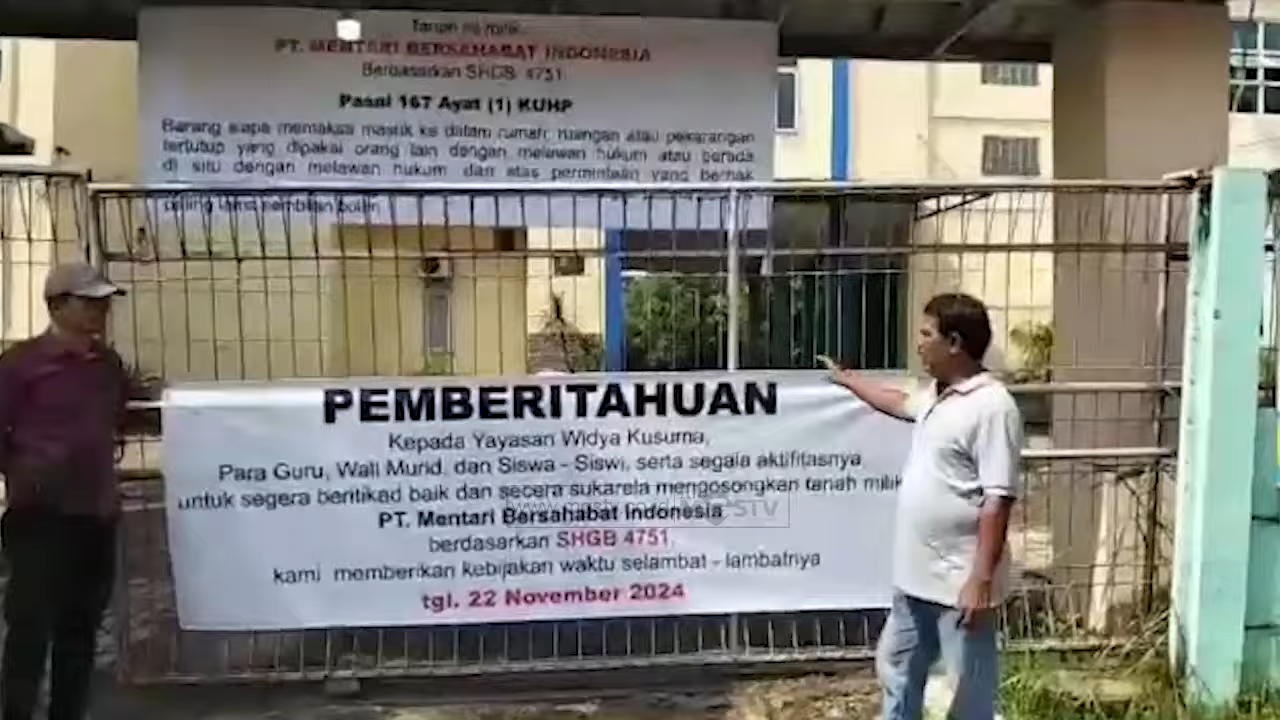 Tanah ini milik
PT. MENTARI BERSAHABAT INDONESIA
Berdasarkan SHGB 4751
Pasal 167 Ayat (1) KUHP
Barang siapa memaksa masuk ke dalam rumah, ruangan atau pekarangan
tertutup yang dipakai orang lain dengan melawan hukum atau berada
di situ dengan melawan hukum dan atas permintaan yang berhak
paling lama sembilan bulan
PEMBERITAHUAN
Kepada Yayasan Widya Kusuma,
Para Guru, Wali Murid, dan Siswa - Siswi, serta segala aktifitasnya
untuk segera beritikad baik dan secera sukarela mengosongkan tanah milik
PT. Mentari Bersahabat Indonesia
berdasarkan SHGB 4751,
kami memberikan kebijakan waktu selambat - lambatnya
tgl. 22 November 2024
STV